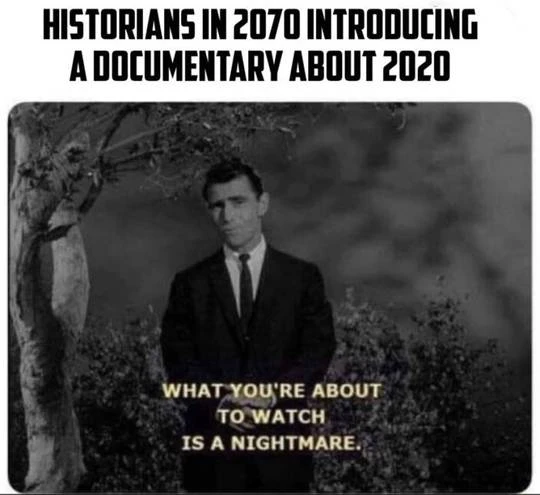 HISTORIANS IN 2070 INTRODUCING
A DOCUMENTARY ABOUT 2020
WHAT YOU'RE ABOUT
TO WATCH
IS A NIGHTMARE.